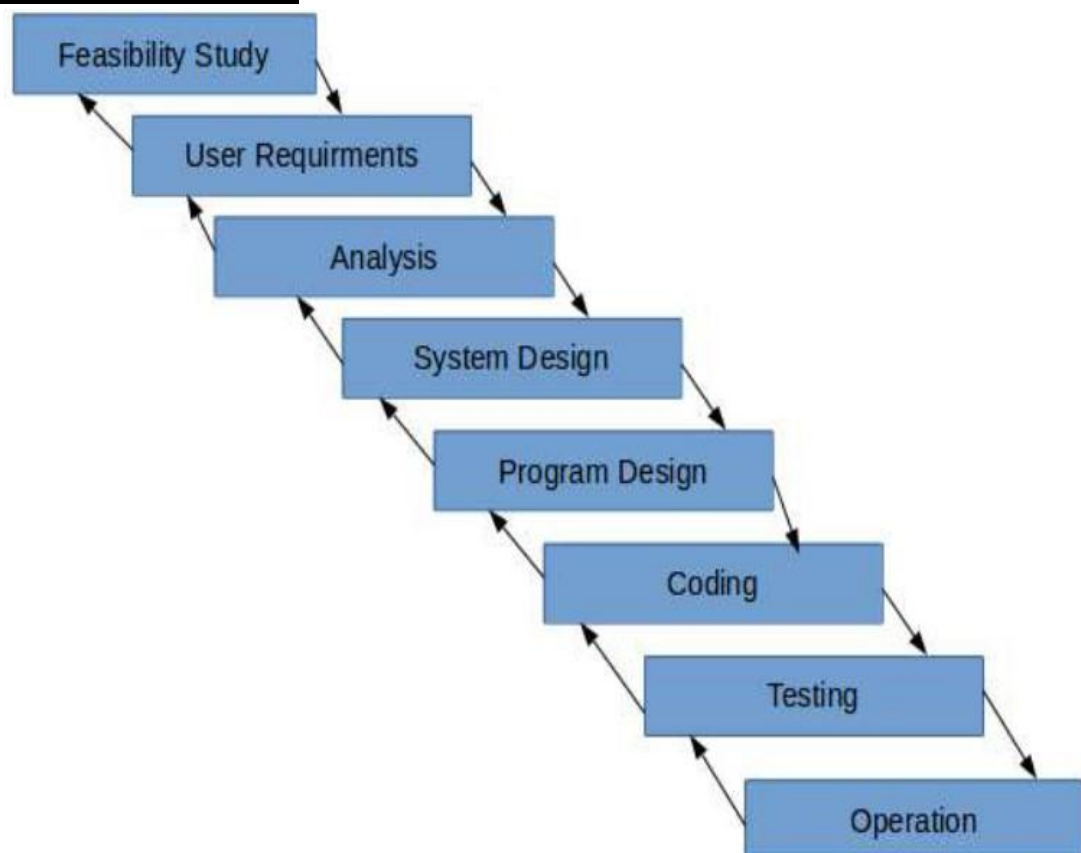 Feasibility Study
User Requirments
Analysis
System Design
Program Design
Coding
Testing
Operation